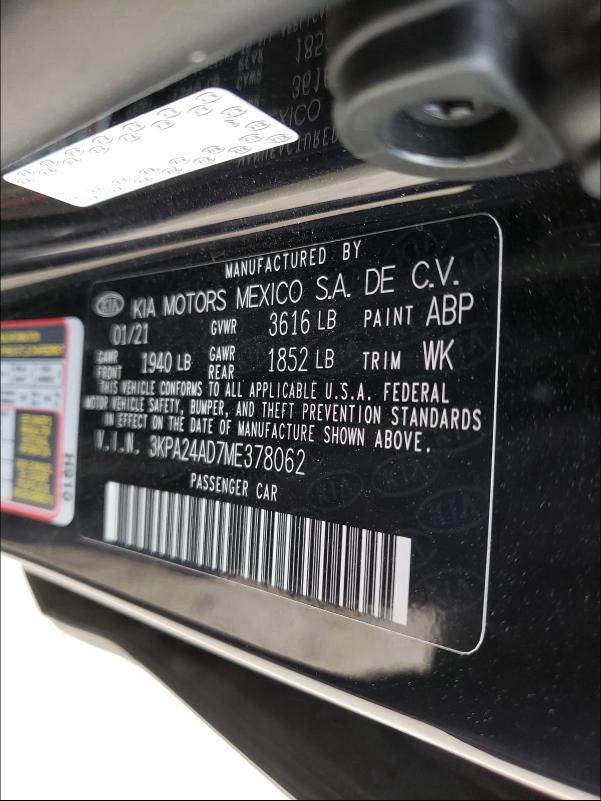 MANUFACTURED BY
KIA KIA MOTORS MEXICO S.A. DE C.V.
01/21 GVWR 3616 LB PAINT ABP
GAWR FRONT 1940 LB GAWR REAR 1852 LB TRIM WK
THIS VEHICLE CONFORMS TO ALL APPLICABLE U.S.A. FEDERAL
MOTOR VEHICLE SAFETY, BUMPER, AND THEFT PREVENTION STANDARDS
IN EFFECT ON THE DATE OF MANUFACTURE SHOWN ABOVE.
V.I.N. 3KPA24AD7ME378062
PASSENGER CAR
H910